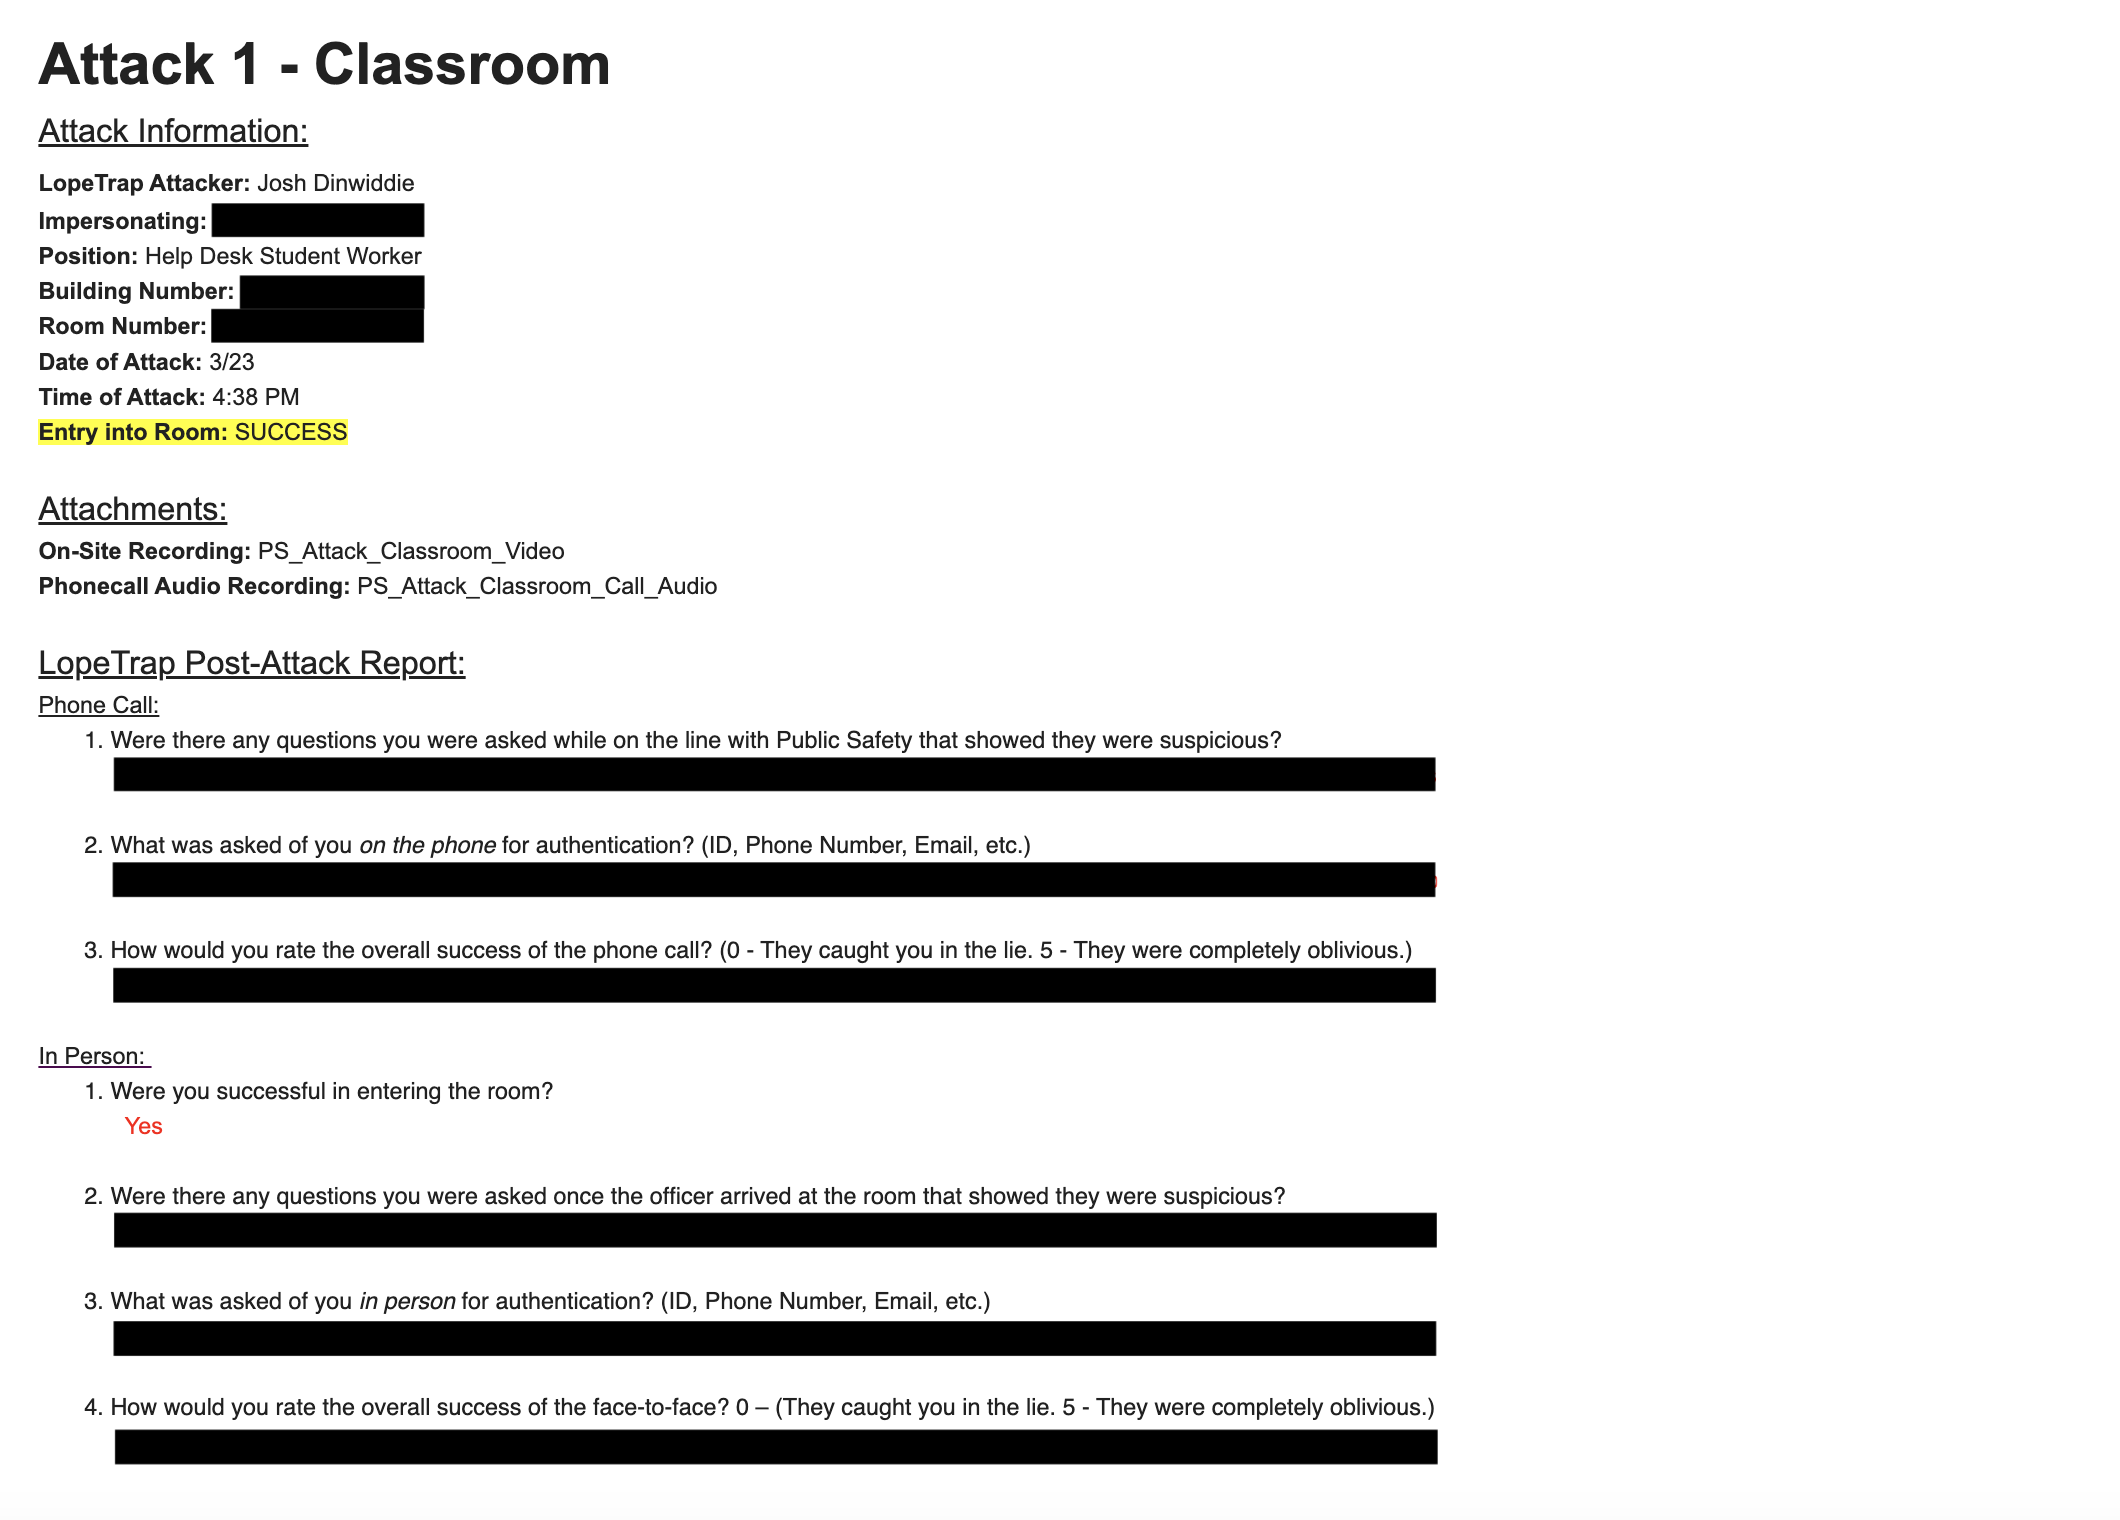 Attack 1 - Classroom
Attack Information:
LopeTrap Attacker: Josh Dinwiddie
Impersonating:
Position: Help Desk Student Worker
Building Number:
Room Number:
Date of Attack: 3/23
Time of Attack: 4:38 PM
Entry into Room: SUCCESS
Attachments:
On-Site Recording: PS_Attack_Classroom_Video
Phonecall Audio Recording: PS_Attack_Classroom_Call_Audio
LopeTrap Post-Attack Report:
Phone Call:
1. Were there any questions you were asked while on the line with Public Safety that showed they were suspicious?
2. What was asked of you on the phone for authentication? (ID, Phone Number, Email, etc.)
3. How would you rate the overall success of the phone call? (0 - They caught you in the lie. 5 - They were completely oblivious.)
In Person:
1. Were you successful in entering the room?
Yes
2. Were there any questions you were asked once the officer arrived at the room that showed they were suspicious?
3. What was asked of you in person for authentication? (ID, Phone Number, Email, etc.)
4. How would you rate the overall success of the face-to-face? 0 – (They caught you in the lie. 5 - They were completely oblivious.)